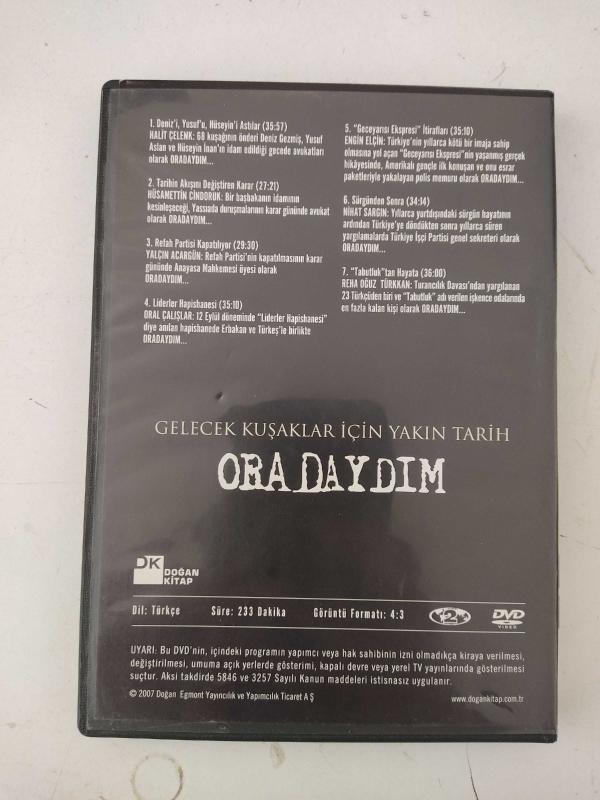 1. Deniz'i, Yusuf'u, Hüseyin'i Astılar (35:57)
HALİT ÇELENK: 68 kuşağının önderi Deniz Gezmiş, Yusuf
Aslan ve Hüseyin İnan'ın idam edildiği gecede avukatları
olarak ORADAYDIM...
2. Tarihin Akışını Değiştiren Karar (27:21)
HÜSAMETTİN CİNDORUK: Bir başbakanın idamının
kesinleşeceği, Yassıada duruşmalarının karar gününde avukat
olarak ORADAYDIM...
3. Refah Partisi Kapatılıyor (29:30)
YALÇIN ACARGÜN: Refah Partisi'nin kapatılmasının karar
gününde Anayasa Mahkemesi üyesi olarak
ORADAYDIM...
4. Liderler Hapishanesi (35:10)
ORAL ÇALIŞLAR: 12 Eylül döneminde "Liderler Hapishanesi"
diye anılan hapishanede Erbakan ve Türkeş'le birlikte
ORADAYDIM...
5. "Geceyarısı Ekspresi" İtirafları (35:10)
ENGİN ELÇİN: Türkiye'nin yıllarca kötü bir imaja sahip
olmasına yol açan "Geceyarısı Ekspresi"nin yaşanmış gerçek
hikâyesinde, Amerikalı gençle ilk konuşan ve onu esrar
paketleriyle yakalayan polis memuru olarak ORADAYDIM...
6. Sürgünden Sonra (34:14)
NİHAT SARGIN: Yıllarca yurtdışındaki sürgün hayatının
ardından Türkiye'ye döndükten sonra yıllarca süren
yargılamalarda Türkiye İşçi Partisi genel sekreteri olarak
ORADAYDIM...
7. "Tabutluk"tan Hayata (36:00)
REHA OĞUZ TÜRKKAN: Turancılık Davası'ndan yargılanan
23 Türkçüden biri ve "Tabutluk" adı verilen işkence odalarında
en fazla kalan kişi olarak ORADAYDIM...
GELECEK KUŞAKLAR İÇİN YAKIN TARİH
ORADAYDIM
DK DOĞAN
KİTAP
Dil: Türkçe Süre: 233 Dakika Görüntü Formatı: 4:3 2 DVD
VIDEO
UYARI: Bu DVD'nin, içindeki programın yapımcı veya hak sahibinin izni olmadıkça kiraya verilmesi,
değiştirilmesi, umuma açık yerlerde gösterimi, kapalı devre veya yerel TV yayınlarında gösterilmesi
suçtur. Aksi takdirde 5846 ve 3257 Sayılı Kanun maddeleri istisnasız uygulanır.
© 2007 Doğan Egmont Yayıncılık ve Yapımcılık Ticaret A Ş www.dogankitap.com.tr